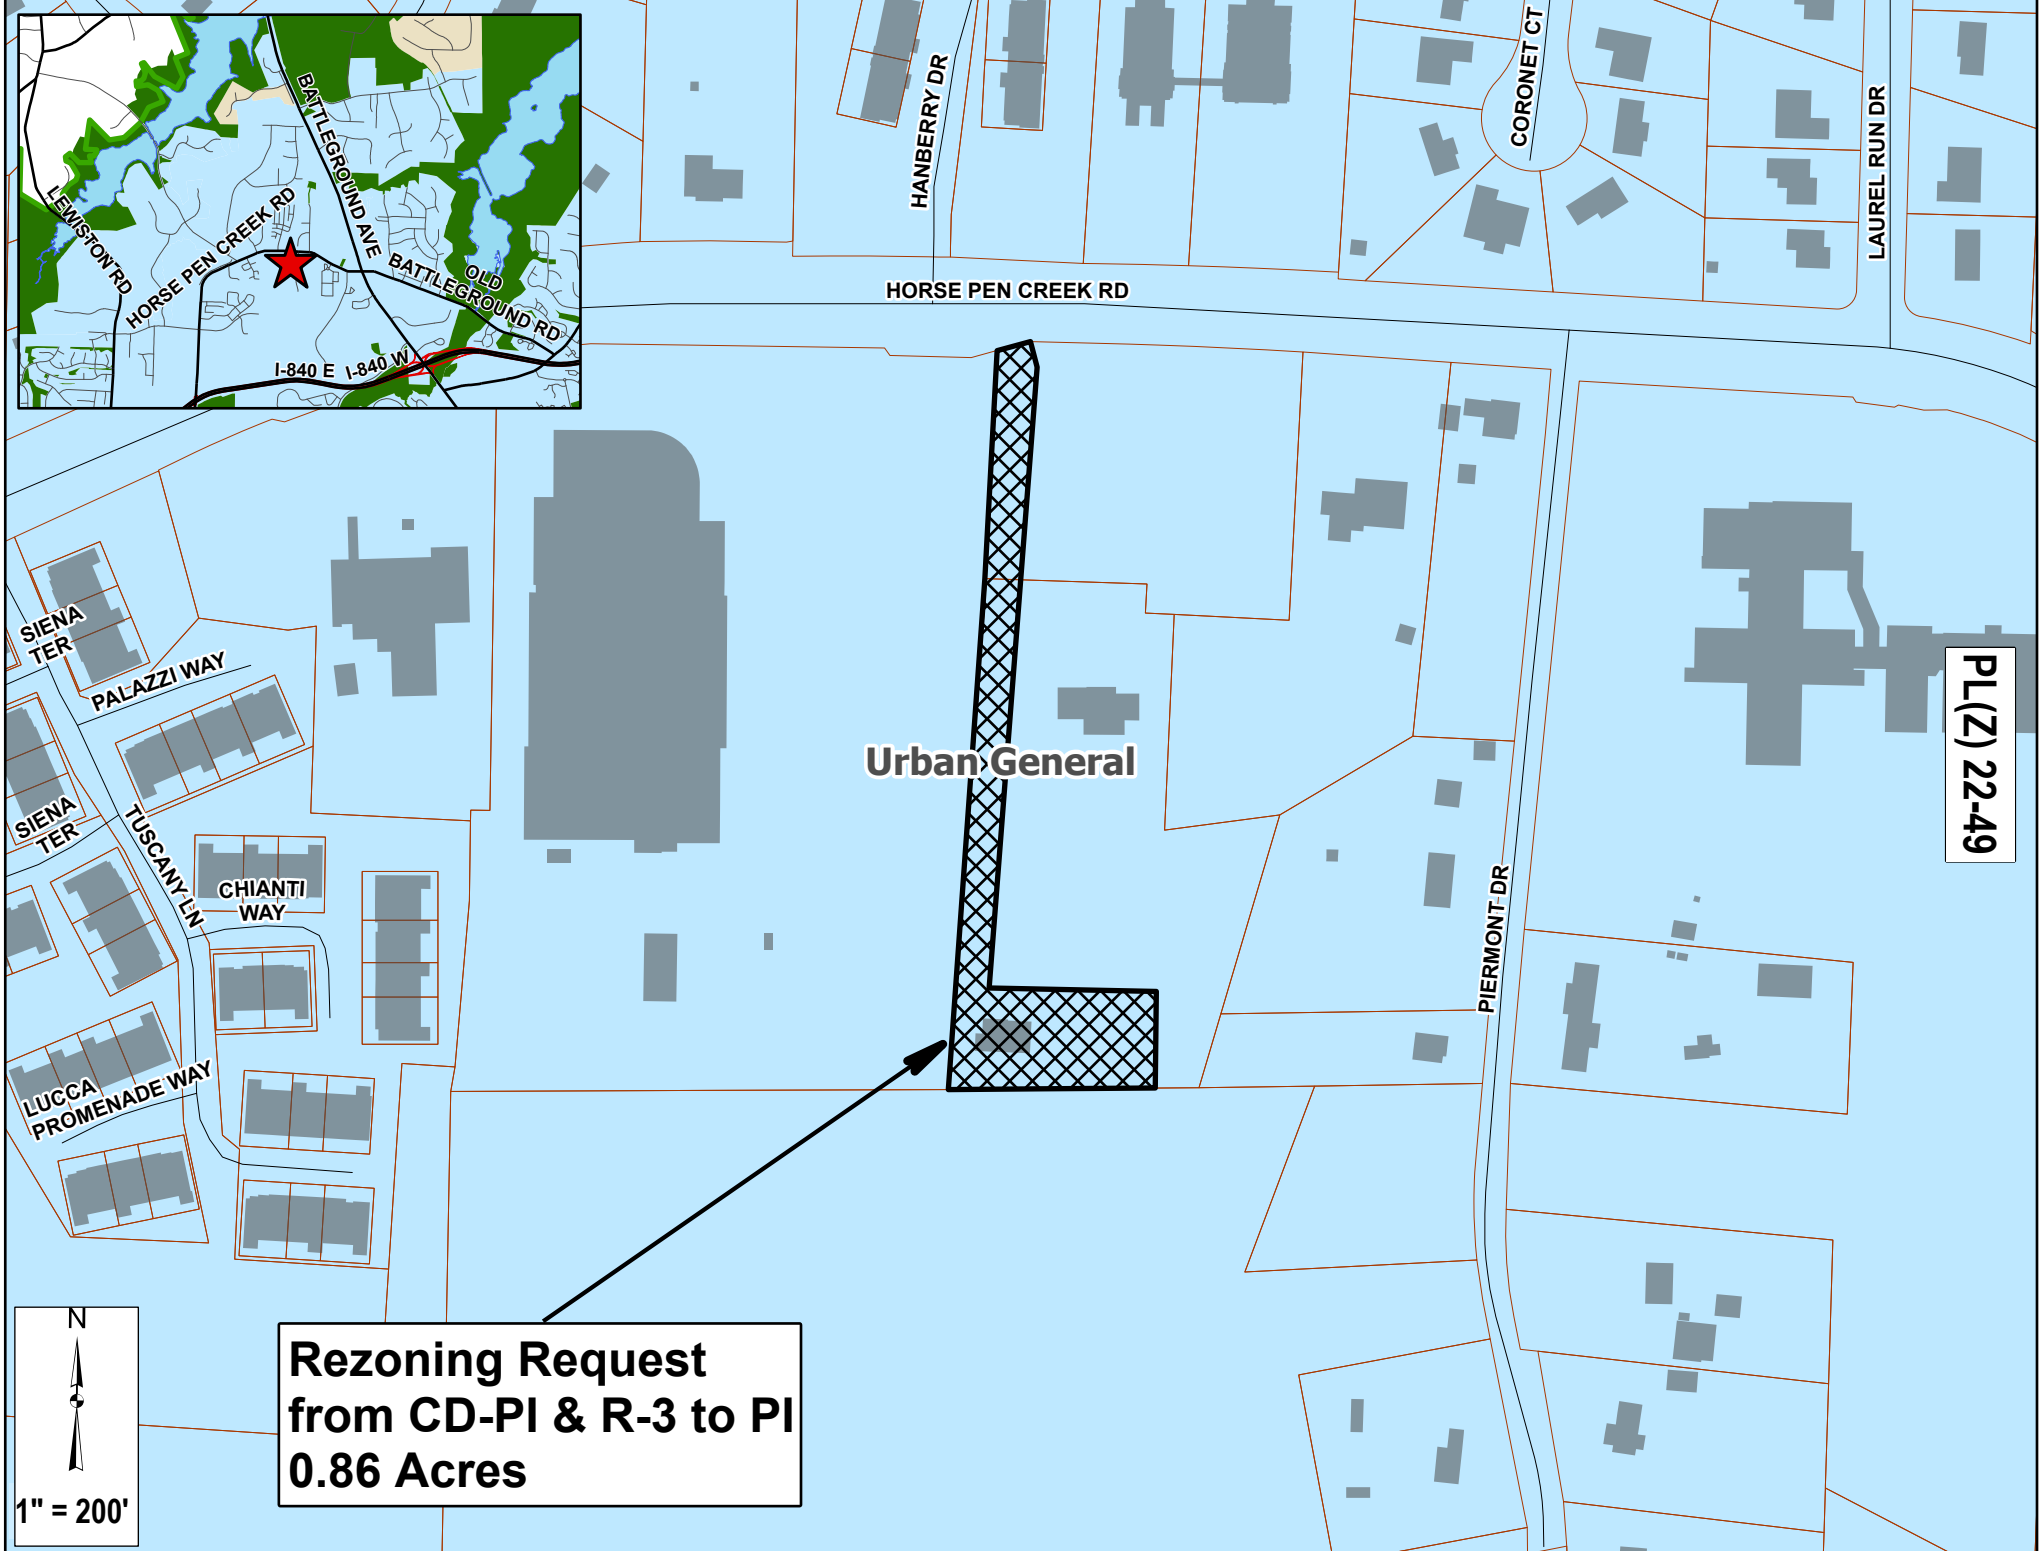 BATTLEGROUND AVE
LEWISTON RD
HORSE PEN CREEK RD
OLD
BATTLEGROUND RD
I-840 E
I-840 W
HANBERRY DR
CORONET CT
LAUREL RUN DR
HORSE PEN CREEK RD
SIENA
TER
PALAZZI WAY
SIENA
TER
TUSCANY LN
CHIANTI
WAY
LUCCA
PROMENADE WAY
Urban General
PIERMONT DR
PL(Z) 22-49
Rezoning Request
from CD-PI & R-3 to PI
0.86 Acres
N
1" = 200'